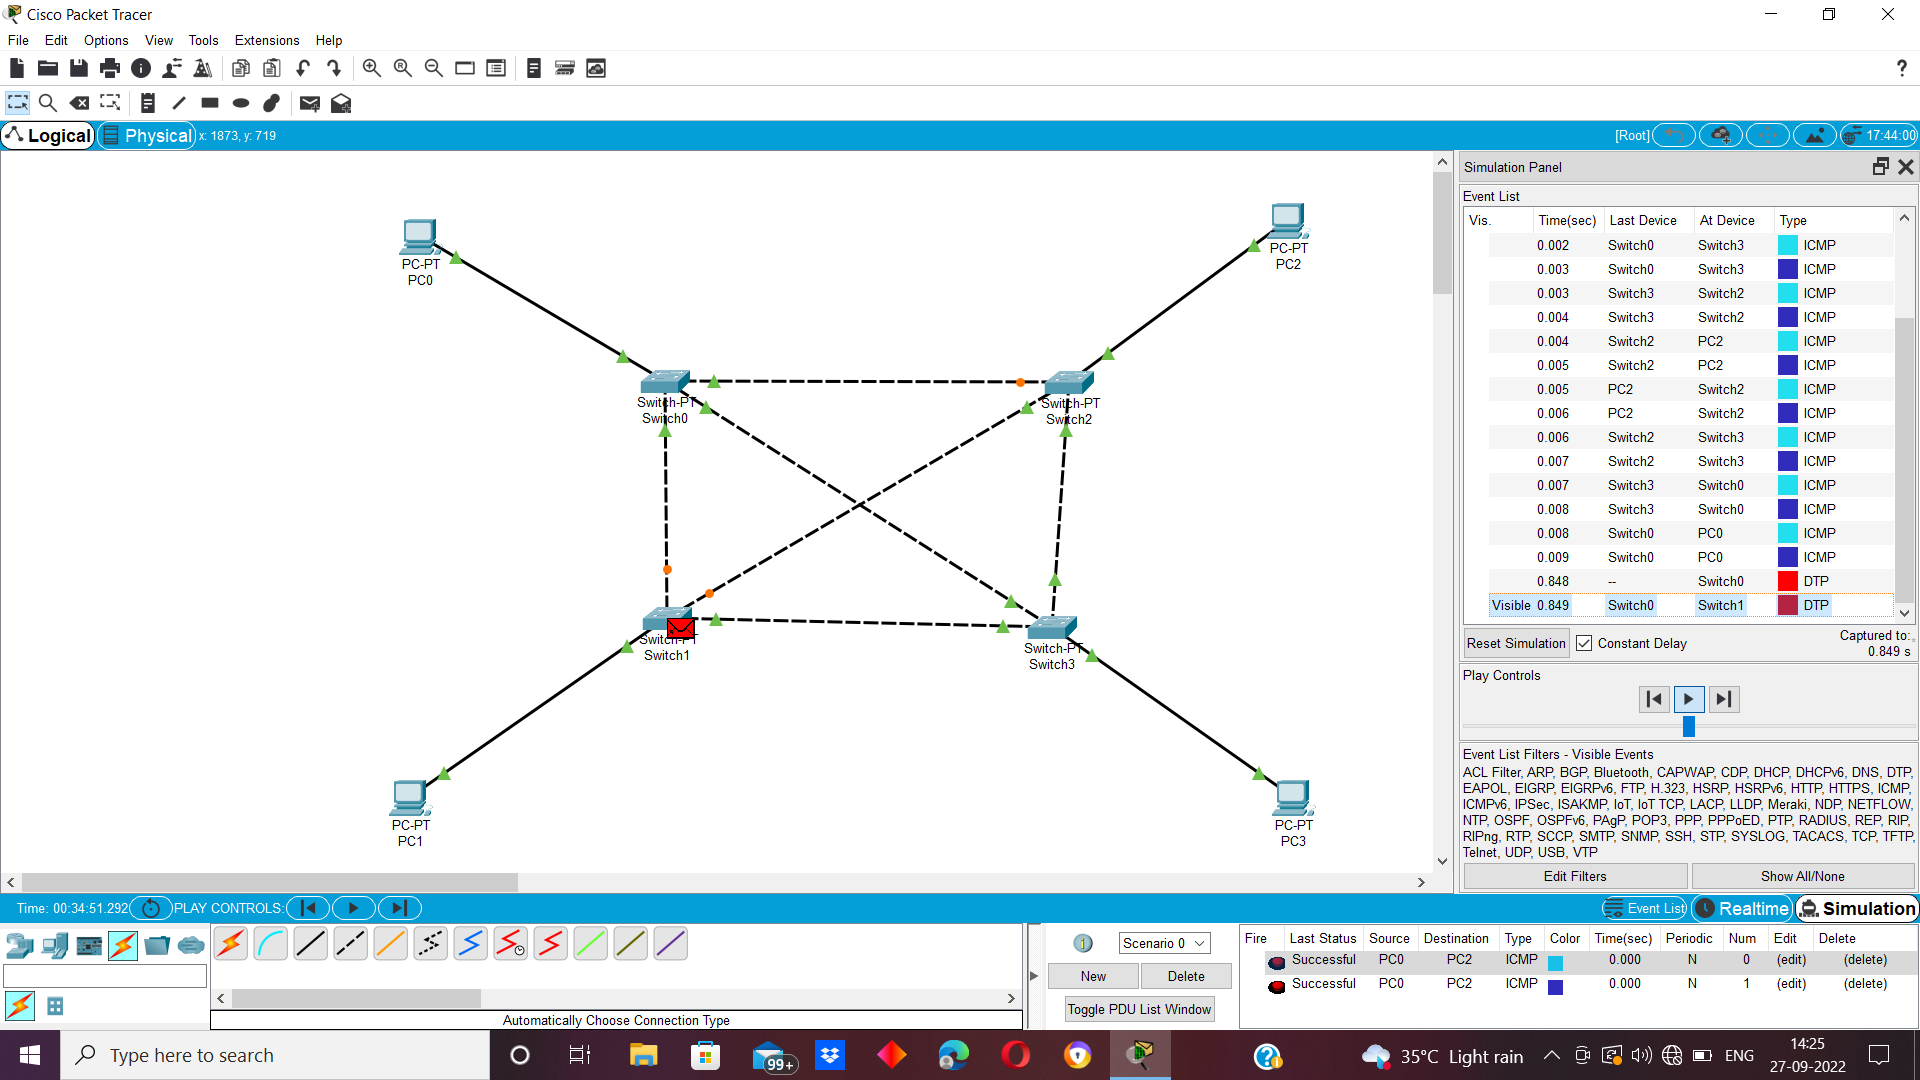 Cisco Packet Tracer
File Edit Options View Tools Extensions Help
?
Logical Physical x: 1873, y: 719 [Root] 17:44:00
Simulation Panel
Event List
Vis. Time(sec) Last Device At Device Type
0.002 Switch0 Switch3 ICMP
0.003 Switch0 Switch3 ICMP
0.003 Switch3 Switch2 ICMP
0.004 Switch3 Switch2 ICMP
0.004 Switch2 PC2 ICMP
0.005 Switch2 PC2 ICMP
0.005 PC2 Switch2 ICMP
0.006 PC2 Switch2 ICMP
0.006 Switch2 Switch3 ICMP
0.007 Switch2 Switch3 ICMP
0.007 Switch3 Switch0 ICMP
0.008 Switch3 Switch0 ICMP
0.008 Switch0 PC0 ICMP
0.009 Switch0 PC0 ICMP
0.848 -- Switch0 DTP
Visible 0.849 Switch0 Switch1 DTP
Reset Simulation Constant Delay Captured to:
0.849 s
Play Controls
Event List Filters - Visible Events
ACL Filter, ARP, BGP, Bluetooth, CAPWAP, CDP, DHCP, DHCPv6, DNS, DTP,
EAPOL, EIGRP, EIGRPv6, FTP, H.323, HSRP, HSRPv6, HTTP, HTTPS, ICMP,
ICMPv6, IPSec, ISAKMP, IoT, IoT TCP, LACP, LLDP, Meraki, NDP, NETFLOW,
NTP, OSPF, OSPFv6, PAgP, POP3, PPP, PPPoED, PTP, RADIUS, REP, RIP,
RIPng, RTP, SCCP, SMTP, SNMP, SSH, STP, SYSLOG, TACACS, TCP, TFTP,
Telnet, UDP, USB, VTP
Edit Filters Show All/None
PC-PT
PC0
PC-PT
PC2
Switch-PT
Switch0
Switch-PT
Switch2
Switch-PT
Switch1
Switch-PT
Switch3
PC-PT
PC1
PC-PT
PC3
Time: 00:34:51.292 PLAY CONTROLS: Event List Realtime Simulation
Automatically Choose Connection Type
Scenario 0
New Delete
Toggle PDU List Window
Fire Last Status Source Destination Type Color Time(sec) Periodic Num Edit Delete
Successful PC0 PC2 ICMP 0.000 N 0 (edit) (delete)
Successful PC0 PC2 ICMP 0.000 N 1 (edit) (delete)
Type here to search
99+
35°C Light rain
ENG
14:25
27-09-2022